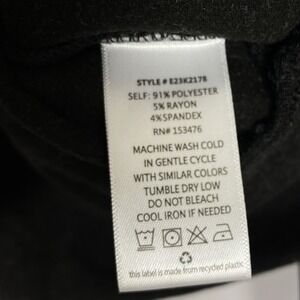 STYLE # E23K2178
SELF: 91% POLYESTER
5% RAYON
4% SPANDEX
RN# 153476
MACHINE WASH COLD
IN GENTLE CYCLE
WITH SIMILAR COLORS
TUMBLE DRY LOW
DO NOT BLEACH
COOL IRON IF NEEDED
this label is made from recycled plastic